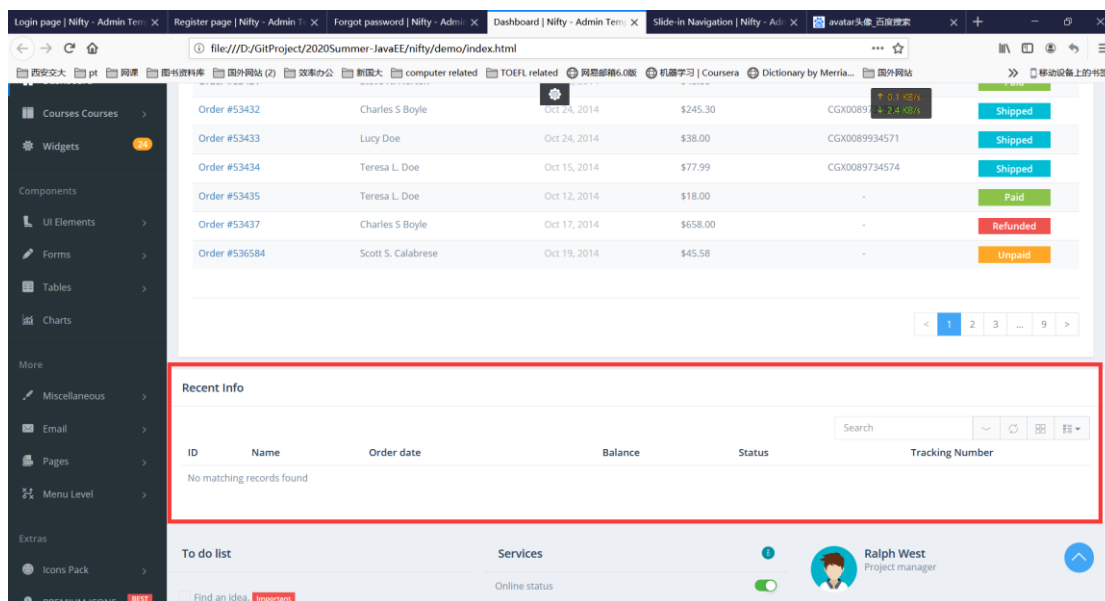 Login page | Nifty - Admin Tem Register page | Nifty - Admin Te Forgot password | Nifty - Admin Dashboard | Nifty - Admin Temp Slide-in Navigation | Nifty - Adm avatar头像_百度搜索
file:///D:/GitProject/2020Summer-JavaEE/nifty/demo/index.html
西安交大 pt 网课 图书资料库 国外网站 (2) 效率办公 新国大 computer related TOEFL related 网易邮箱6.0版 机器学习 | Coursera Dictionary by Merria... 国外网站 移动设备上的书签
↑ 0.1 KB/s
Courses Courses Order #53432 Charles S Boyle Oct 24, 2014 $245.30 CGX00897 ↓ 2.4 KB/s Shipped
Widgets 24 Order #53433 Lucy Doe Oct 24, 2014 $38.00 CGX0089934571 Shipped
Order #53434 Teresa L. Doe Oct 15, 2014 $77.99 CGX0089734574 Shipped
Components Order #53435 Teresa L. Doe Oct 12, 2014 $18.00 - Paid
UI Elements Order #53437 Charles S Boyle Oct 17, 2014 $658.00 - Refunded
Forms Order #536584 Scott S. Calabrese Oct 19, 2014 $45.58 - Unpaid
Tables
Charts < 1 2 3 ... 9 >
More
Recent Info
Miscellaneous
Email Search
Pages ID Name Order date Balance Status Tracking Number
No matching records found
Menu Level
Extras
To do list Services Ralph West
Icons Pack Project manager
Online status
PREMIUM ICONS BEST Find an idea. Important